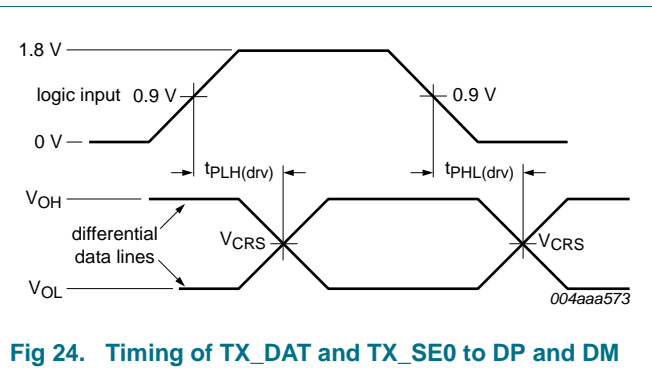 1.8 V
logic input 0.9 V
0.9 V
0 V
tPLH(drv)
tPHL(drv)
VOH
differential
data lines
VCRS
VCRS
VOL
004aaa573
Fig 24. Timing of TX_DAT and TX_SE0 to DP and DM